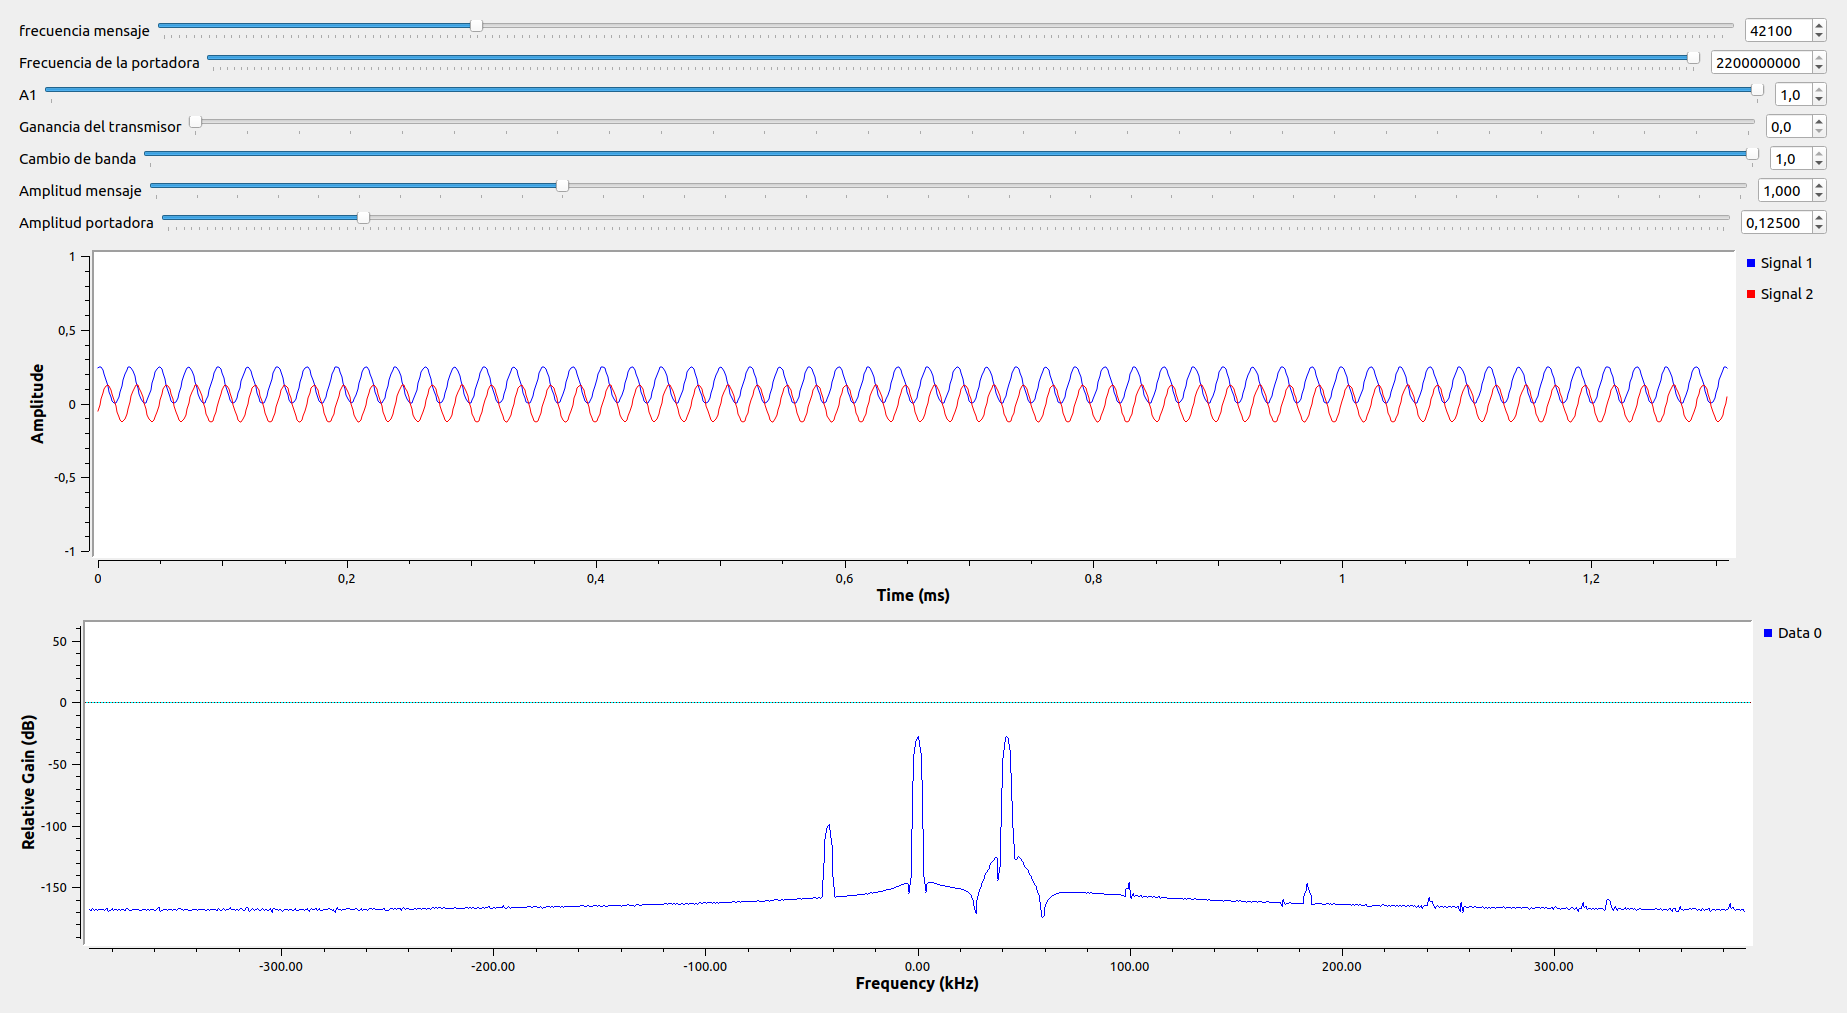 frecuencia mensaje 42100
Frecuencia de la portadora 2200000000
A1 1,0
Ganancia del transmisor 0,0
Cambio de banda 1,0
Amplitud mensaje 1,000
Amplitud portadora 0,12500
1
0,5
0
-0,5
-1
Amplitude
Signal 1
Signal 2
0 0,2 0,4 0,6 0,8 1 1,2
Time (ms)
50
0
-50
-100
-150
Relative Gain (dB)
Data 0
-300.00 -200.00 -100.00 0.00 100.00 200.00 300.00
Frequency (kHz)